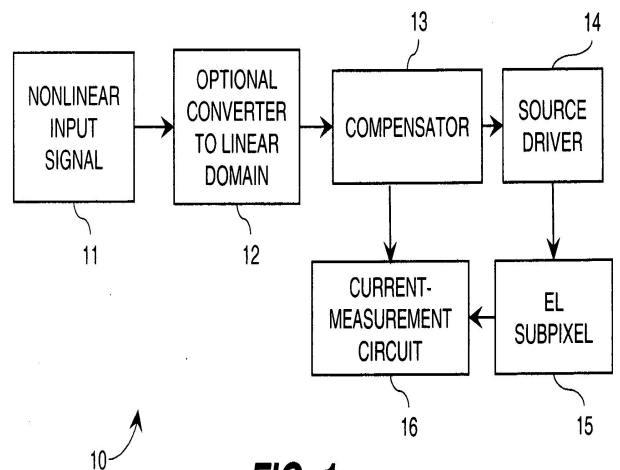 13
14
NONLINEAR
INPUT
SIGNAL
OPTIONAL
CONVERTER
TO LINEAR
DOMAIN
COMPENSATOR
SOURCE
DRIVER
11
12
CURRENT-
MEASUREMENT
CIRCUIT
EL
SUBPIXEL
16
15
10
FIG. 1